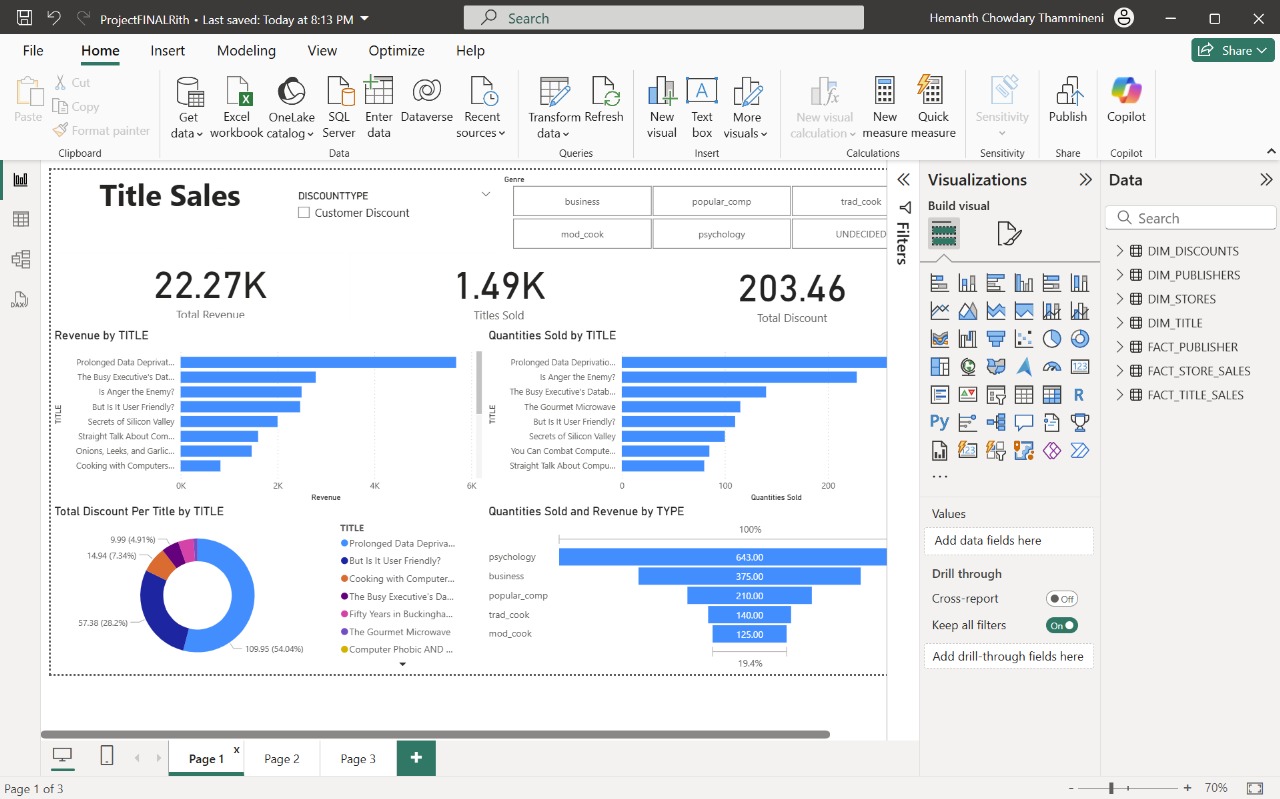 ProjectFINALRith • Last saved: Today at 8:13 PM
Search
Hemanth Chowdary Thammineni
File
Home
Insert
Modeling
View
Optimize
Help
Share
Paste
Cut
Copy
Format painter
Clipboard
Get data
Excel workbook
OneLake catalog
SQL Server
Enter data
Dataverse
Recent sources
Data
Transform data
Refresh
Queries
New visual
Text box
More visuals
Insert
New visual calculation
New measure
Quick measure
Calculations
Sensitivity
Sensitivity
Publish
Share
Copilot
Copilot
Title Sales
DISCOUNTTYPE
Customer Discount
Genre
business
popular_comp
trad_cook
mod_cook
psychology
UNDECIDED
22.27K
Total Revenue
1.49K
Titles Sold
203.46
Total Discount
Revenue by TITLE
TITLE
Prolonged Data Deprivat...
The Busy Executive's Dat...
Is Anger the Enemy?
But Is It User Friendly?
Secrets of Silicon Valley
Straight Talk About Com...
Onions, Leeks, and Garlic...
Cooking with Computers...
0K
2K
4K
6K
Revenue
Quantities Sold by TITLE
TITLE
Prolonged Data Deprivatio...
Is Anger the Enemy?
The Busy Executive's Datab...
The Gourmet Microwave
But Is It User Friendly?
Secrets of Silicon Valley
You Can Combat Compute...
Straight Talk About Compu...
0
100
200
Quantities Sold
Total Discount Per Title by TITLE
9.99 (4.91%)
14.94 (7.34%)
57.38 (28.2%)
109.95 (54.04%)
TITLE
Prolonged Data Depriva...
But Is It User Friendly?
Cooking with Computer...
The Busy Executive's Da...
Fifty Years in Buckingha...
The Gourmet Microwave
Computer Phobic AND ...
Quantities Sold and Revenue by TYPE
100%
psychology
643.00
business
375.00
popular_comp
210.00
trad_cook
140.00
mod_cook
125.00
19.4%
Filters
Visualizations
Build visual
123
R
Py
123
...
Values
Add data fields here
Drill through
Cross-report
Off
Keep all filters
On
Add drill-through fields here
Data
Search
DIM_DISCOUNTS
DIM_PUBLISHERS
DIM_STORES
DIM_TITLE
FACT_PUBLISHER
FACT_STORE_SALES
FACT_TITLE_SALES
DAX
Page 1
Page 2
Page 3
Page 1 of 3
- + 70%